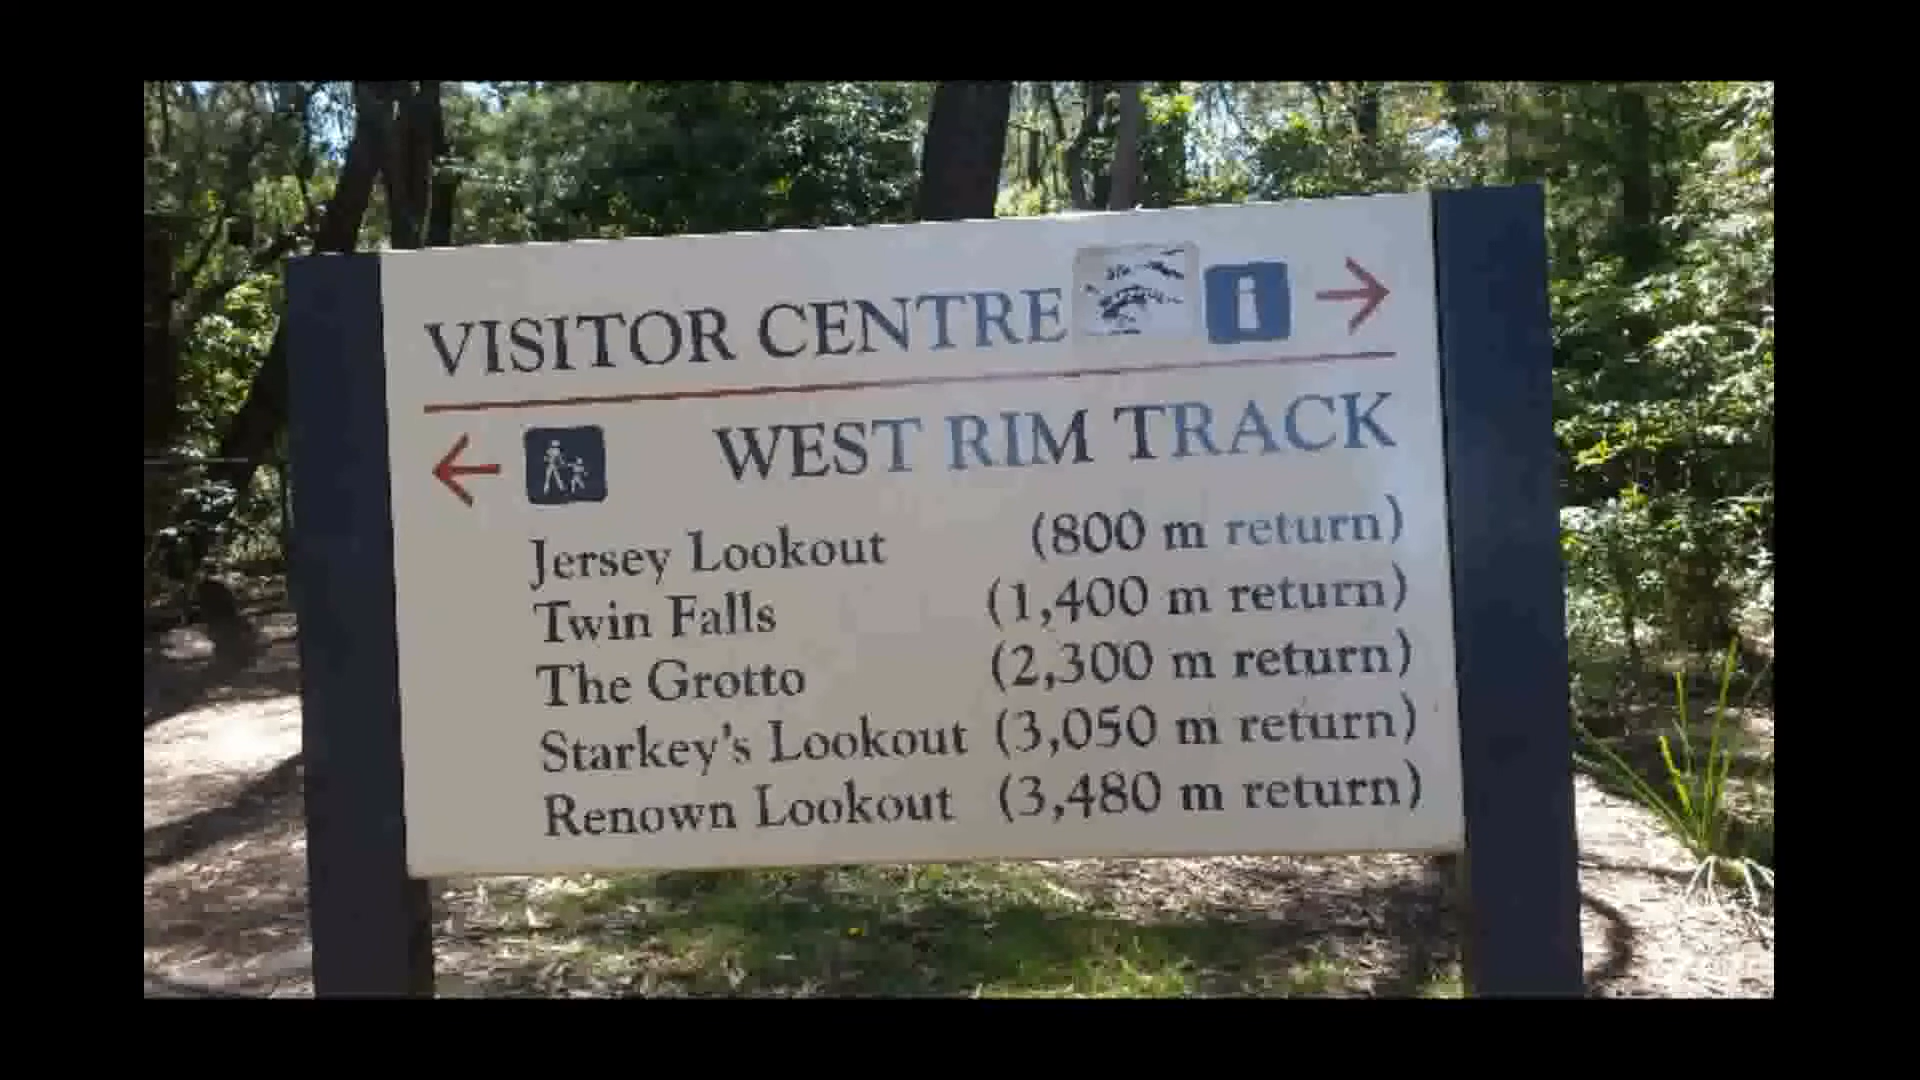 VISITOR CENTRE i
WEST RIM TRACK
Jersey Lookout (800 m return)
Twin Falls (1,400 m return)
The Grotto (2,300 m return)
Starkey's Lookout (3,050 m return)
Renown Lookout (3,480 m return)